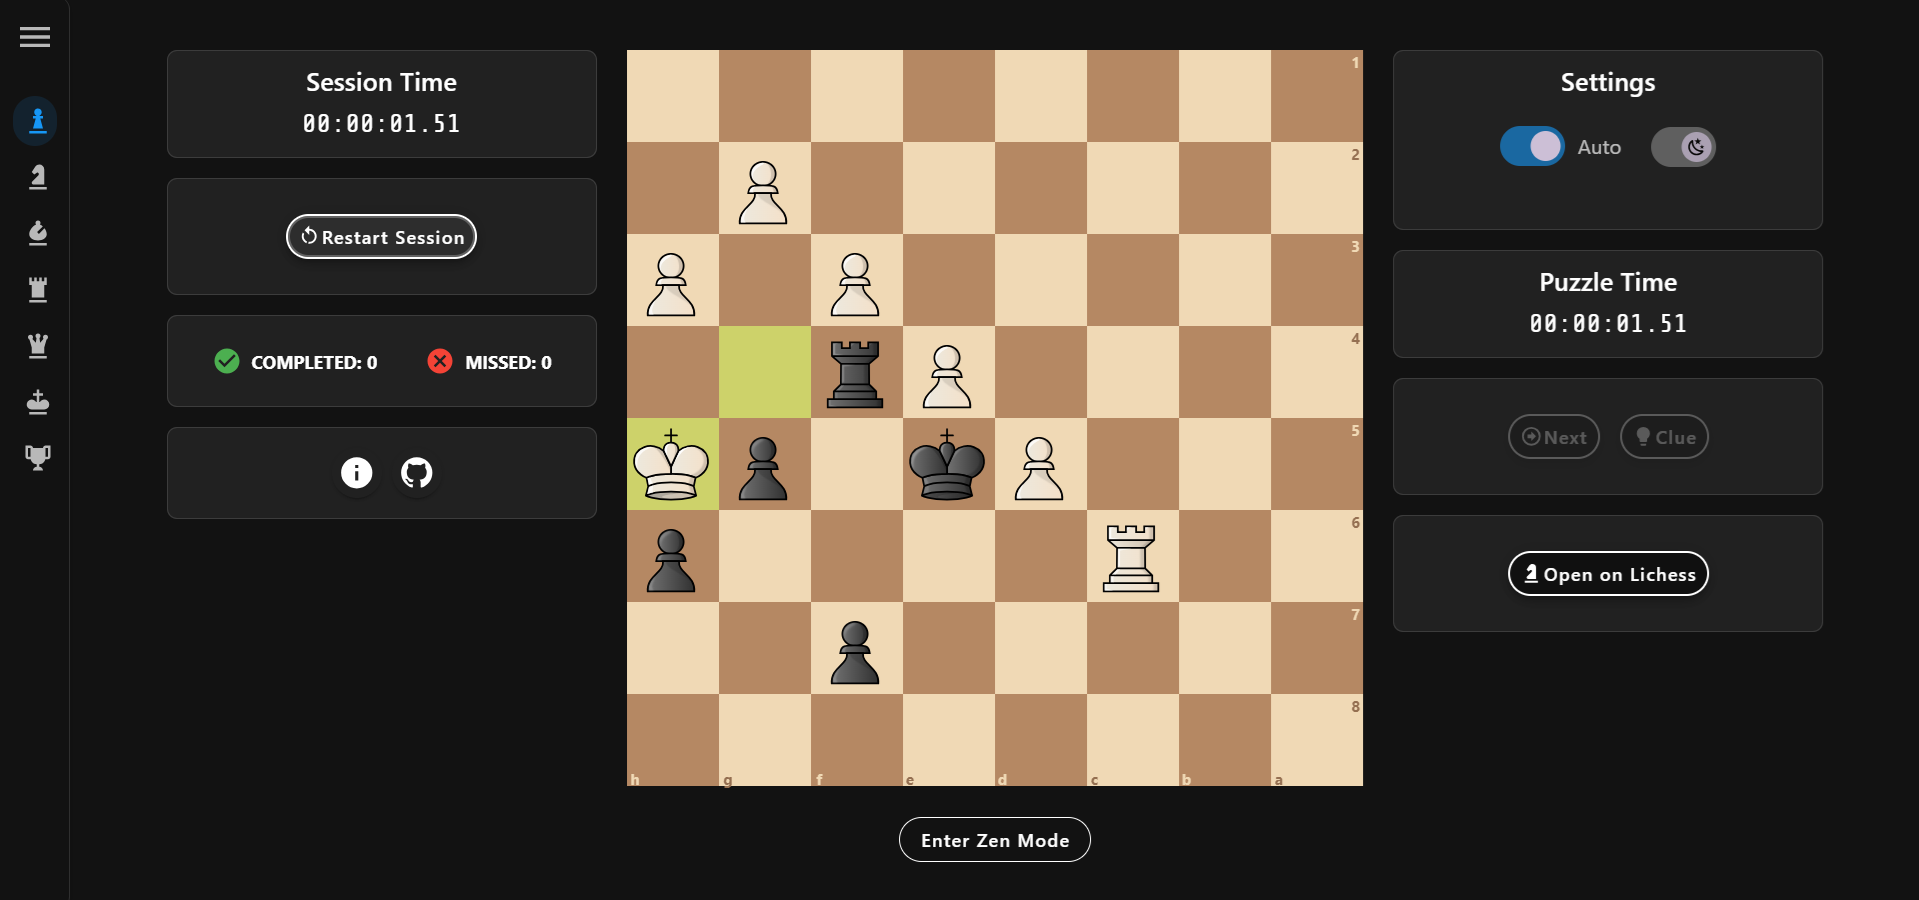 Session Time
00:00:01.51
Restart Session
COMPLETED: 0
MISSED: 0
1
2
3
4
5
6
7
8
h
g
f
e
d
c
b
a
Enter Zen Mode
Settings
Auto
Puzzle Time
00:00:01.51
Next
Clue
Open on Lichess